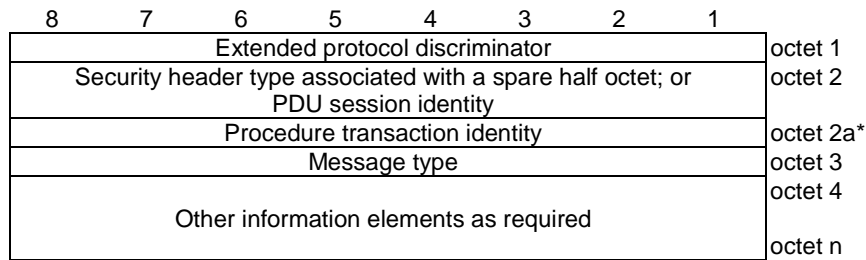 8 7 6 5 4 3 2 1
Extended protocol discriminator octet 1
Security header type associated with a spare half octet; or octet 2
PDU session identity
Procedure transaction identity octet 2a*
Message type octet 3
octet 4
Other information elements as required
octet n